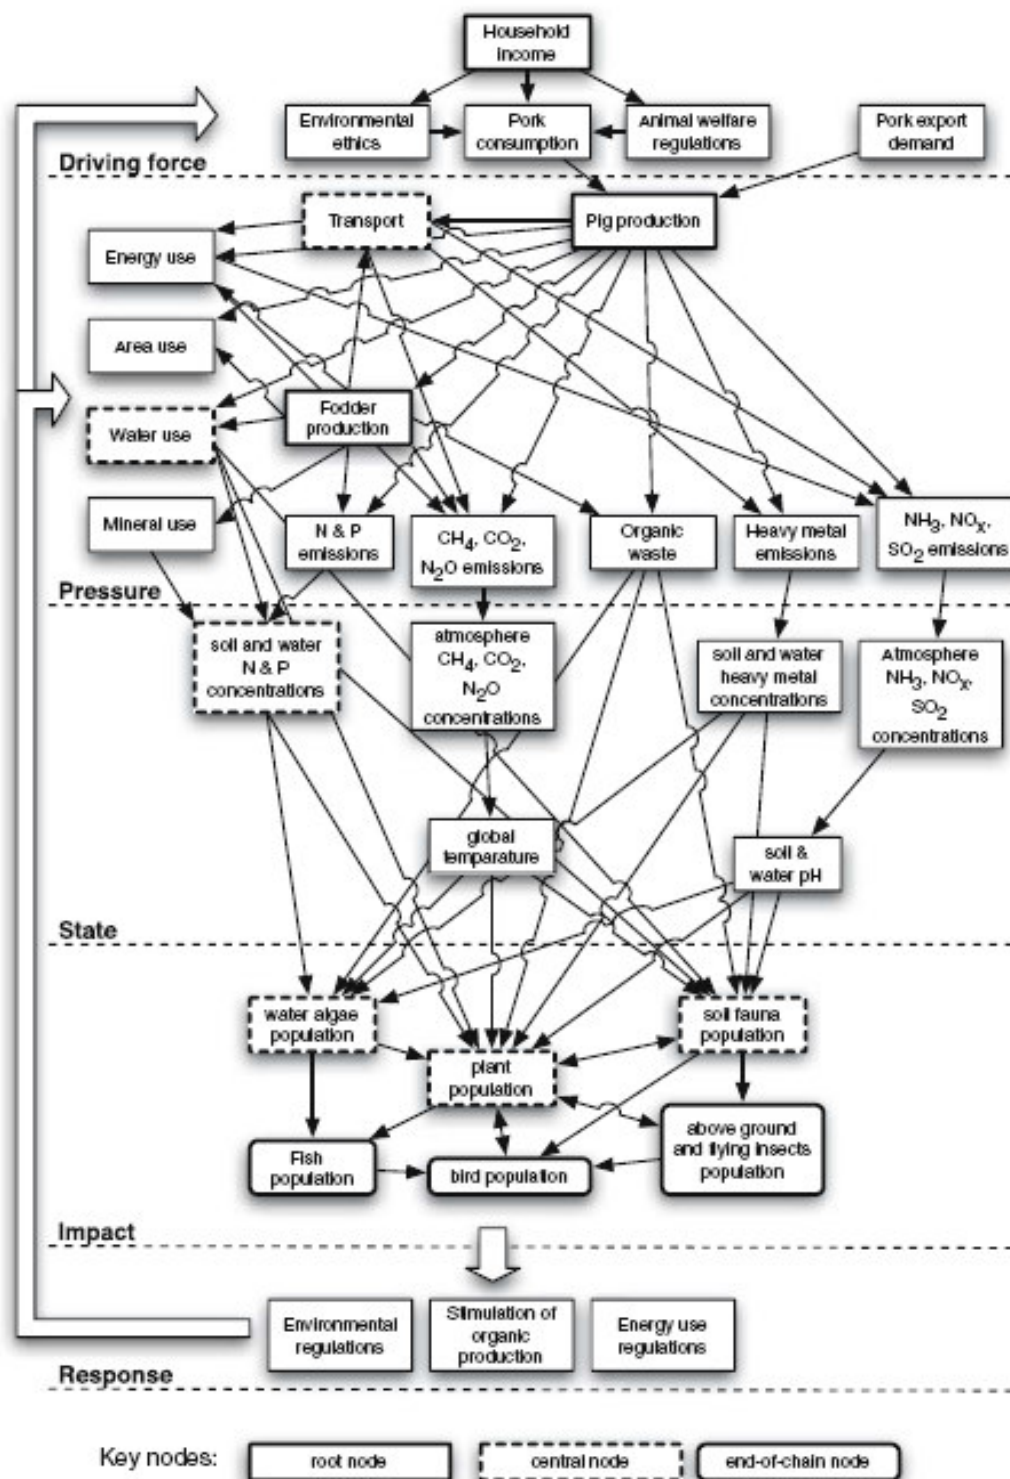 Household
income
Environmental
ethics
Pork
consumption
Animal welfare
regulations
Pork export
demand
Driving force
Transport
Pig production
Energy use
Area use
Fodder
production
Water use
Mineral use
N & P
emissions
CH4, CO2,
N2O emissions
Organic
waste
Heavy metal
emissions
NH3, NOX,
SO2 emissions
Pressure
soil and water
N & P
concentrations
atmosphere
CH4, CO2,
N2O
concentrations
soil and water
heavy metal
concentrations
Atmosphere
NH3, NOX,
SO2
concentrations
global
temparature
soil &
water pH
State
water algae
population
plant
population
soil fauna
population
Fish
population
bird population
above ground
and flying insects
population
Impact
Environmental
regulations
Stimulation of
organic
production
Energy use
regulations
Response
Key nodes:
root node
central node
end-of-chain node